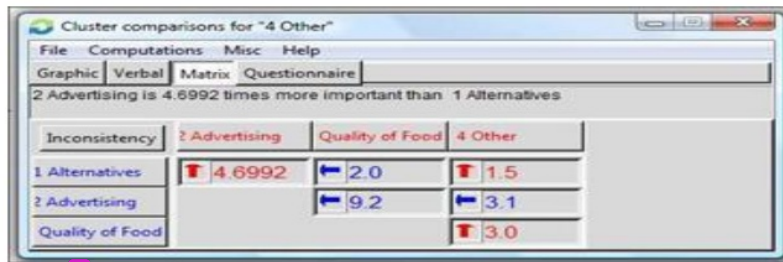 Cluster comparisons for "4 Other"
File Computations Misc Help
Graphic Verbal Matrix Questionnaire
2 Advertising is 4.6992 times more important than 1 Alternatives
Inconsistency 2 Advertising Quality of Food 4 Other
1 Alternatives 4.6992 2.0 1.5
2 Advertising 9.2 3.1
Quality of Food 3.0